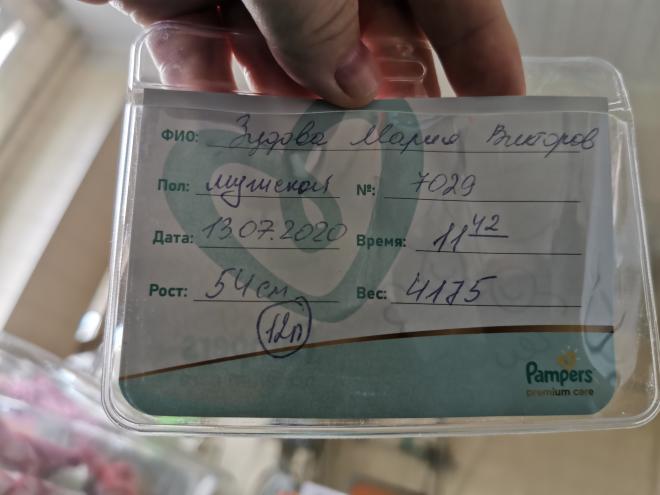 ФИО: Зудова Мария Викторов
Пол: мужской №: 7029
Дата: 13.07.2020 Время: 11 42
Рост: 54 см Вес: 4175
12п
Pampers
premium care